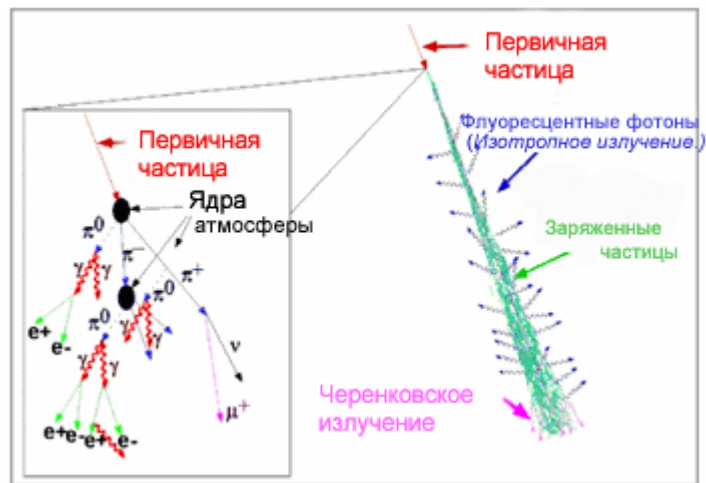 Первичная
частица
Флуоресцентные фотоны
(Изотропное излучение.)
Заряженные
частицы
Черенковское
излучение
Первичная
частица
Ядра
атмосферы
π⁰
π⁻
π⁺
γ
γ
π⁰
π⁰
γ
γ
e+
e-
γ
γ
ν
μ⁺
e+
e-
e+
e-